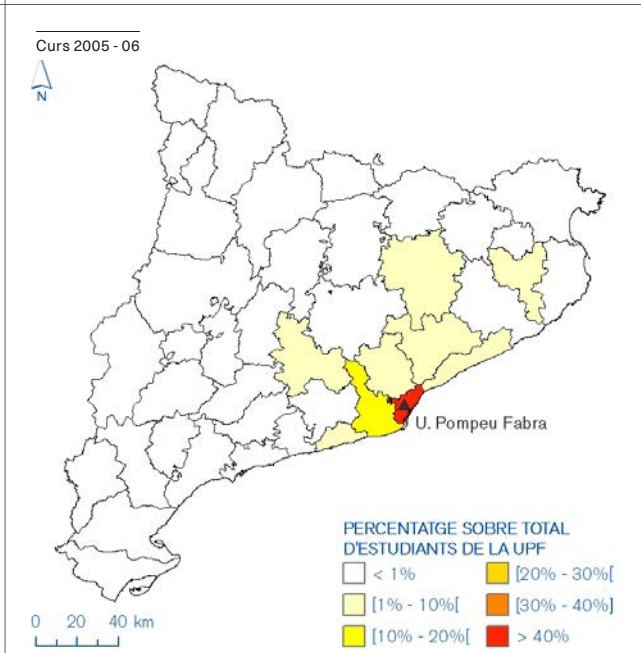 Curs 2005 - 06
N
U. Pompeu Fabra
PERCENTATGE SOBRE TOTAL
D'ESTUDIANTS DE LA UPF
< 1%
[20% - 30%[
[1% - 10%[
[30% - 40%]
[10% - 20%[
> 40%
0 20 40 km